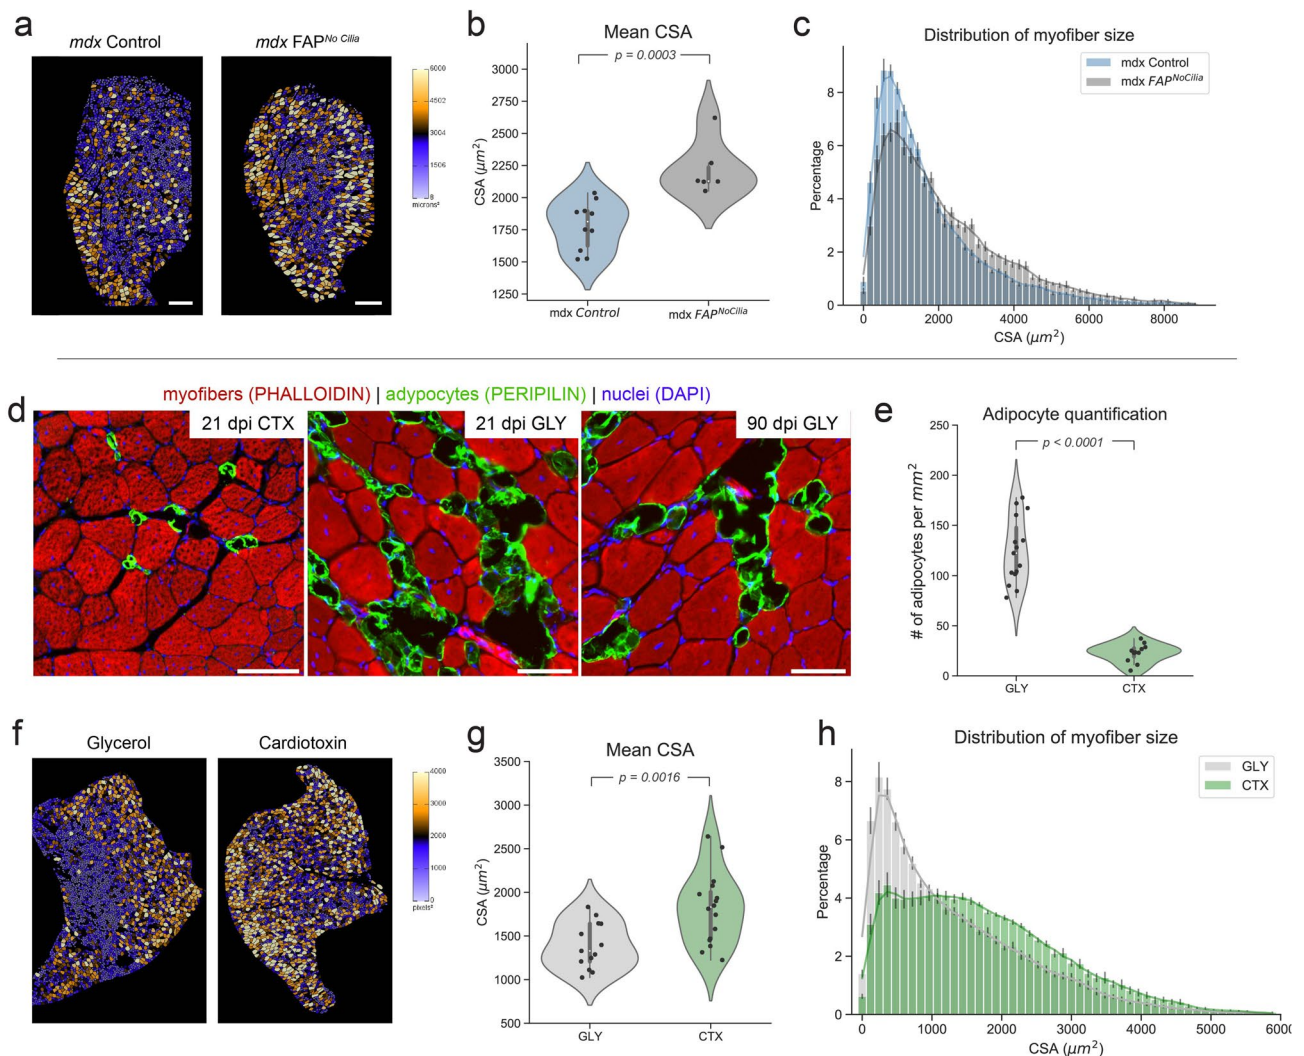 a
mdx Control
mdx FAP^No Cilia
6000
4502
3004
1506
microns²
b
Mean CSA
p = 0.0003
CSA (μm²)
3000
2750
2500
2250
2000
1750
1500
1250
mdx Control
mdx FAP^NoCilia
c
Distribution of myofiber size
mdx Control
mdx FAP^NoCilia
Percentage
8
6
4
2
0
0 2000 4000 6000 8000
CSA (μm²)
myofibers (PHALLOIDIN) | adypocytes (PERIPILIN) | nuclei (DAPI)
d
21 dpi CTX
21 dpi GLY
90 dpi GLY
e
Adipocyte quantification
p < 0.0001
# of adipocytes per mm²
250
200
150
100
50
0
GLY CTX
f
Glycerol
Cardiotoxin
4000
3000
2000
1000
0
pixels²
g
Mean CSA
p = 0.0016
CSA (μm²)
3500
3000
2500
2000
1500
1000
500
GLY CTX
h
Distribution of myofiber size
GLY
CTX
Percentage
8
6
4
2
0
0 1000 2000 3000 4000 5000 600
CSA (μm²)